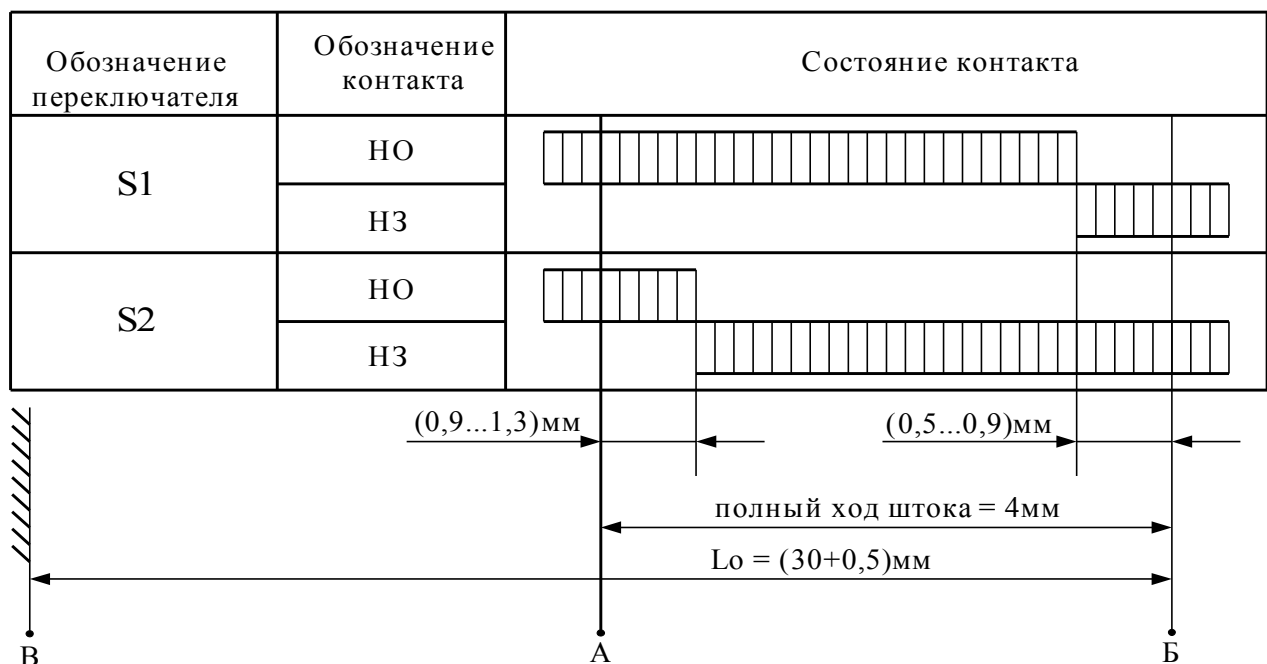 Обозначение
переключателя
Обозначение
контакта
Состояние контакта
S1
НО
НЗ
S2
НО
НЗ
(0,9...1,3)мм
(0,5...0,9)мм
полный ход штока = 4мм
Lо = (30+0,5)мм
В
А
Б